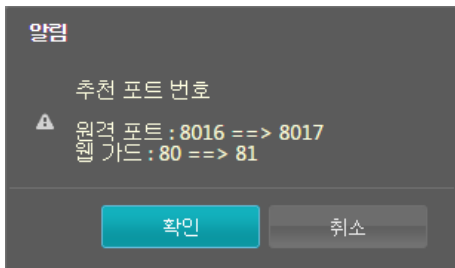 알림
추천 포트 번호
원격 포트 : 8016 ==> 8017
웹 가드 : 80 ==> 81
확인
취소